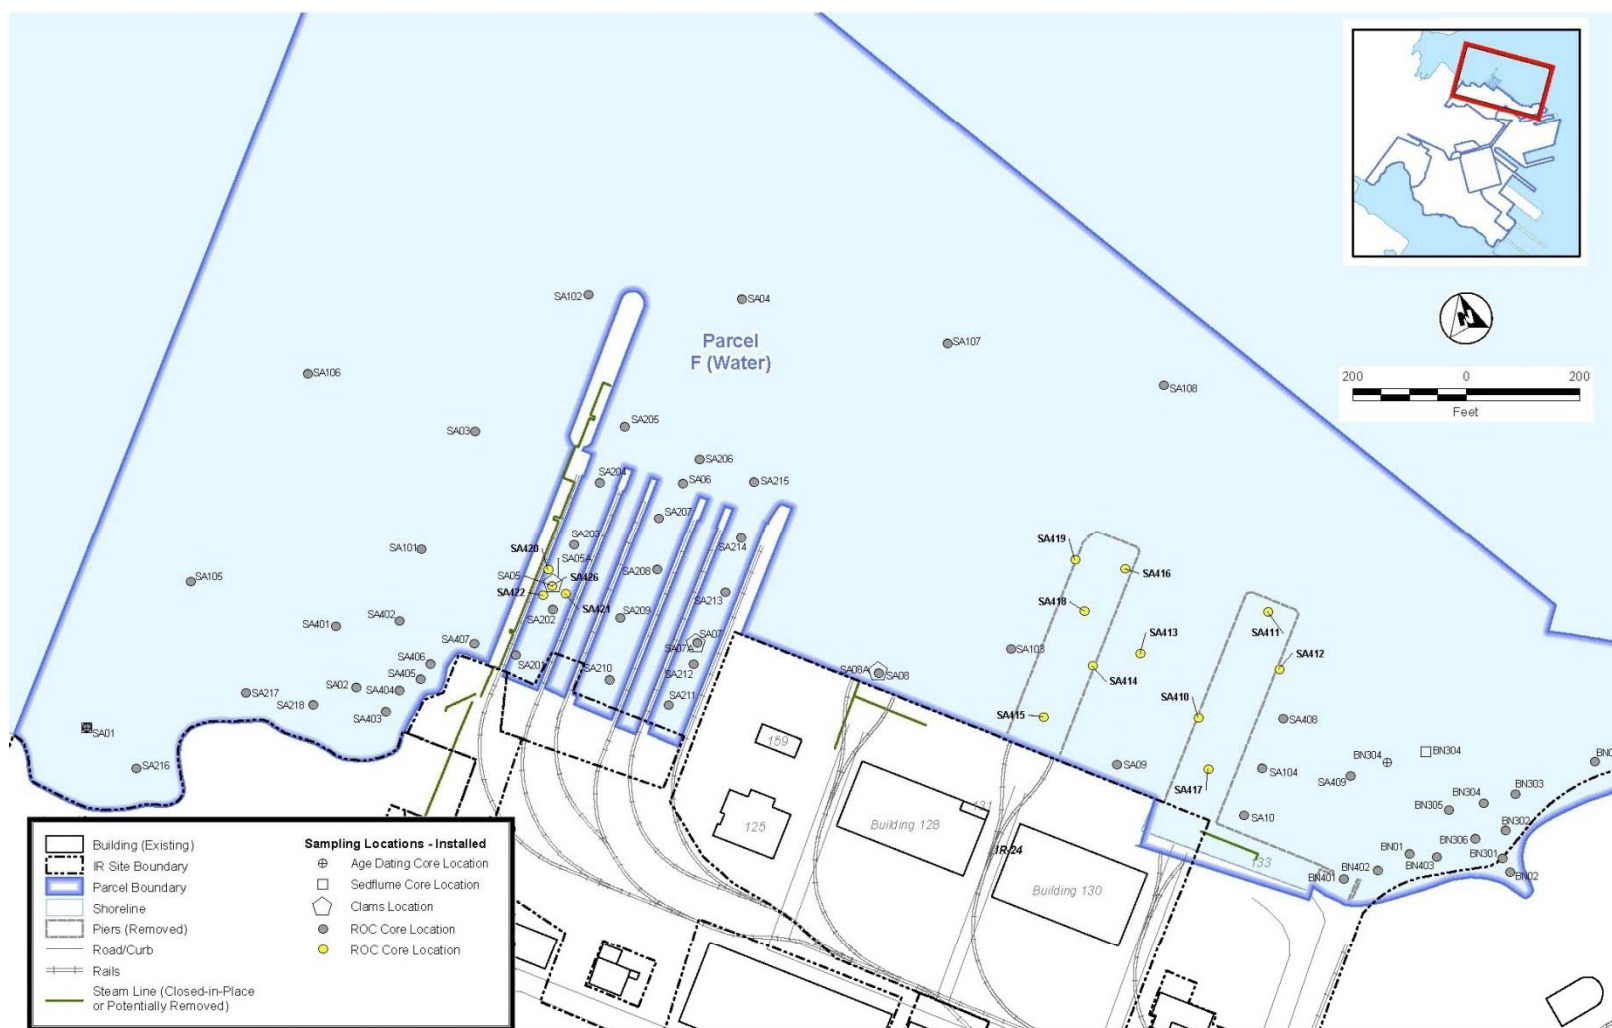 SA102
SA04
Parcel
F (Water)
SA107
SA106
SA108
200 0 200
Feet
SA03
SA205
SA206
SA204
SA06
SA215
SA207
SA203
SA214
SA101
SA420
SA05A
SA419
SA05
SA426
SA208
SA416
SA105
SA422
SA421
SA213
SA418
SA411
SA402
SA202
SA209
SA401
SA407
SA07
SA413
SA103
SA07A
SA406
SA201
SA412
SA405
SA210
SA212
SA08A
SA08
SA414
SA02
SA404
SA217
SA218
SA211
SA410
SA403
SA415
SA408
SA01
159
BN304
BN304
SA216
SA09
SA104
SA409
SA417
BN303
BN304
BN305
131
SA10
125
Building 128
BN302
BN306
IR-24
BN01
133
BN402
BN403
BN301
BN401
BN02
Building 130
N
Building (Existing)
IR Site Boundary
Parcel Boundary
Shoreline
Piers (Removed)
Road/Curb
Rails
Steam Line (Closed-in-Place
or Potentially Removed)
Sampling Locations - Installed
Age Dating Core Location
Sedflume Core Location
Clams Location
ROC Core Location
ROC Core Location